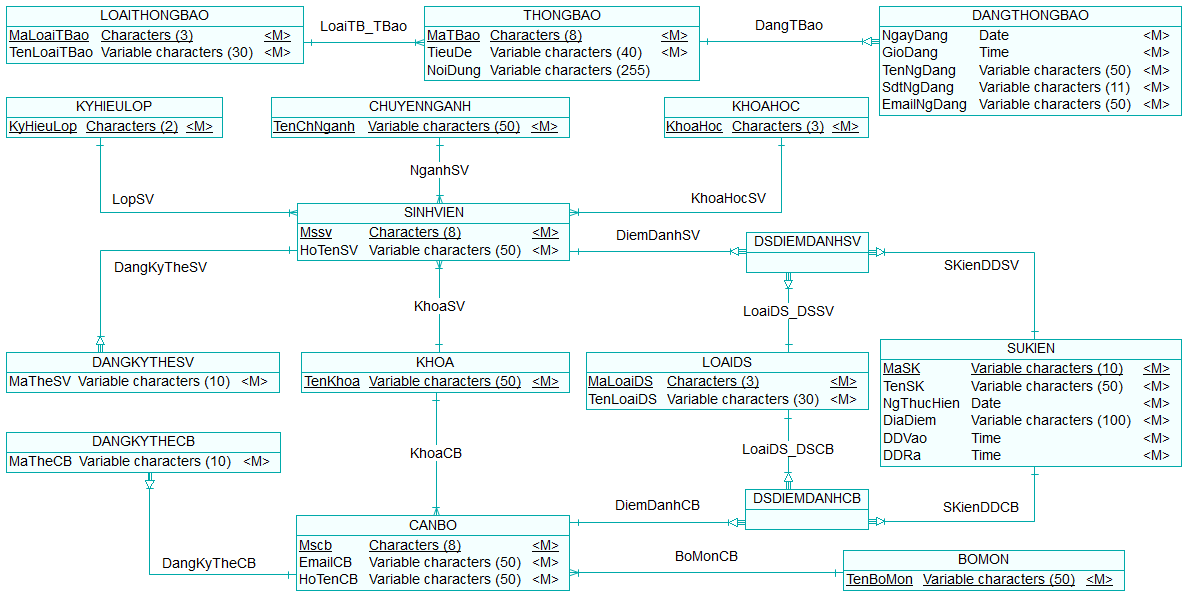 LOAITHONGBAO
MaLoaiTBao Characters (3) <M>
TenLoaiTBao Variable characters (30) <M>
LoaiTB_TBao
THONGBAO
MaTBao Characters (8) <M>
TieuDe Variable characters (40) <M>
NoiDung Variable characters (255)
DangTBao
DANGTHONGBAO
NgayDang Date <M>
GioDang Time <M>
TenNgDang Variable characters (50) <M>
SdtNgDang Variable characters (11) <M>
EmailNgDang Variable characters (50) <M>
KYHIEULOP
KyHieuLop Characters (2) <M>
CHUYENNGANH
TenChNganh Variable characters (50) <M>
KHOAHOC
KhoaHoc Characters (3) <M>
LopSV
NganhSV
KhoaHocSV
SINHVIEN
Mssv Characters (8) <M>
HoTenSV Variable characters (50) <M>
DiemDanhSV
DSDIEMDANHSV
SKienDDSV
DangKyTheSV
KhoaSV
LoaiDS_DSSV
DANGKYTHESV
MaTheSV Variable characters (10) <M>
KHOA
TenKhoa Variable characters (50) <M>
LOAIDS
MaLoaiDS Characters (3) <M>
TenLoaiDS Variable characters (30) <M>
SUKIEN
MaSK Variable characters (10) <M>
TenSK Variable characters (50) <M>
NgThucHien Date <M>
DiaDiem Variable characters (100) <M>
DDVao Time <M>
DDRa Time <M>
DANGKYTHECB
MaTheCB Variable characters (10) <M>
KhoaCB
LoaiDS_DSCB
DiemDanhCB
DSDIEMDANHCB
SKienDDCB
DangKyTheCB
CANBO
Mscb Characters (8) <M>
EmailCB Variable characters (50) <M>
HoTenCB Variable characters (50) <M>
BoMonCB
BOMON
TenBoMon Variable characters (50) <M>